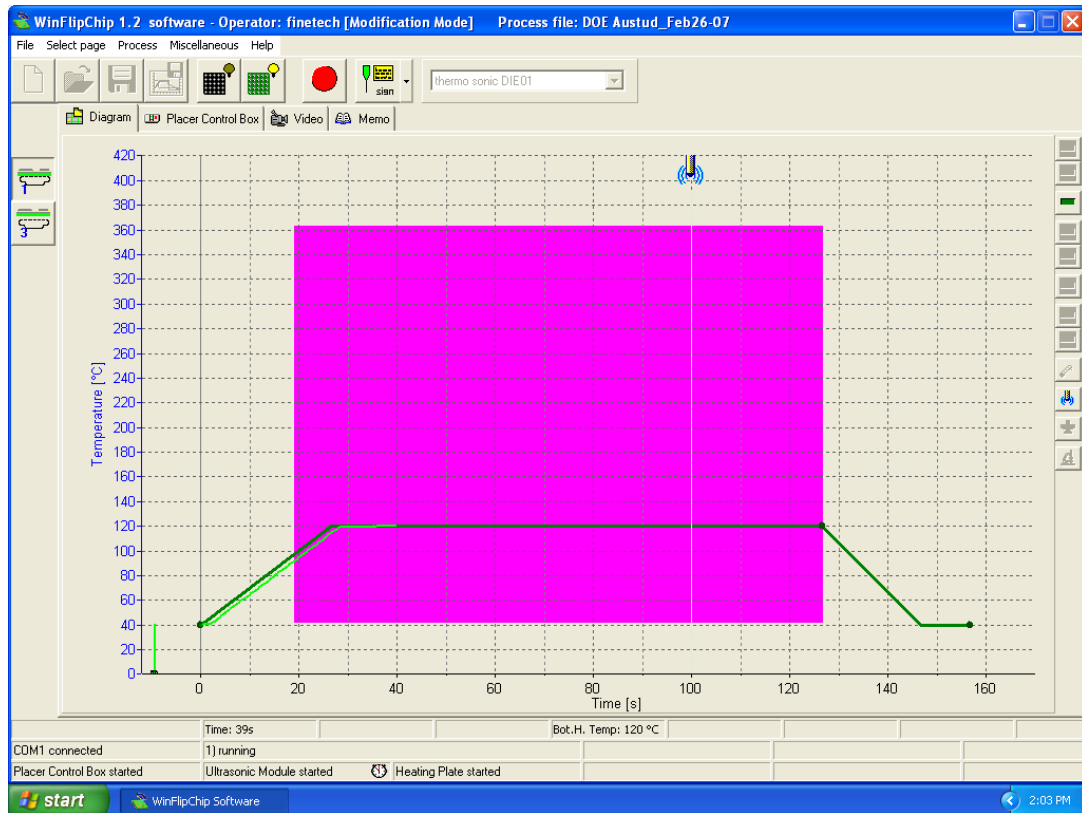 WinFlipChip 1.2 software - Operator: finetech [Modification Mode] Process file: DOE Austud_Feb26-07
File Select page Process Miscellaneous Help
sign thermo sonic DIE01
Diagram Placer Control Box Video Memo
1
3
Temperature [°C]
420
400
380
360
340
320
300
280
260
240
220
200
180
160
140
120
100
80
60
40
20
0
0 20 40 60 80 100 120 140 160
Time [s]
Time: 39s Bot.H. Temp: 120 °C
COM1 connected 1) running
Placer Control Box started Ultrasonic Module started Heating Plate started
start WinFlipChip Software 2:03 PM